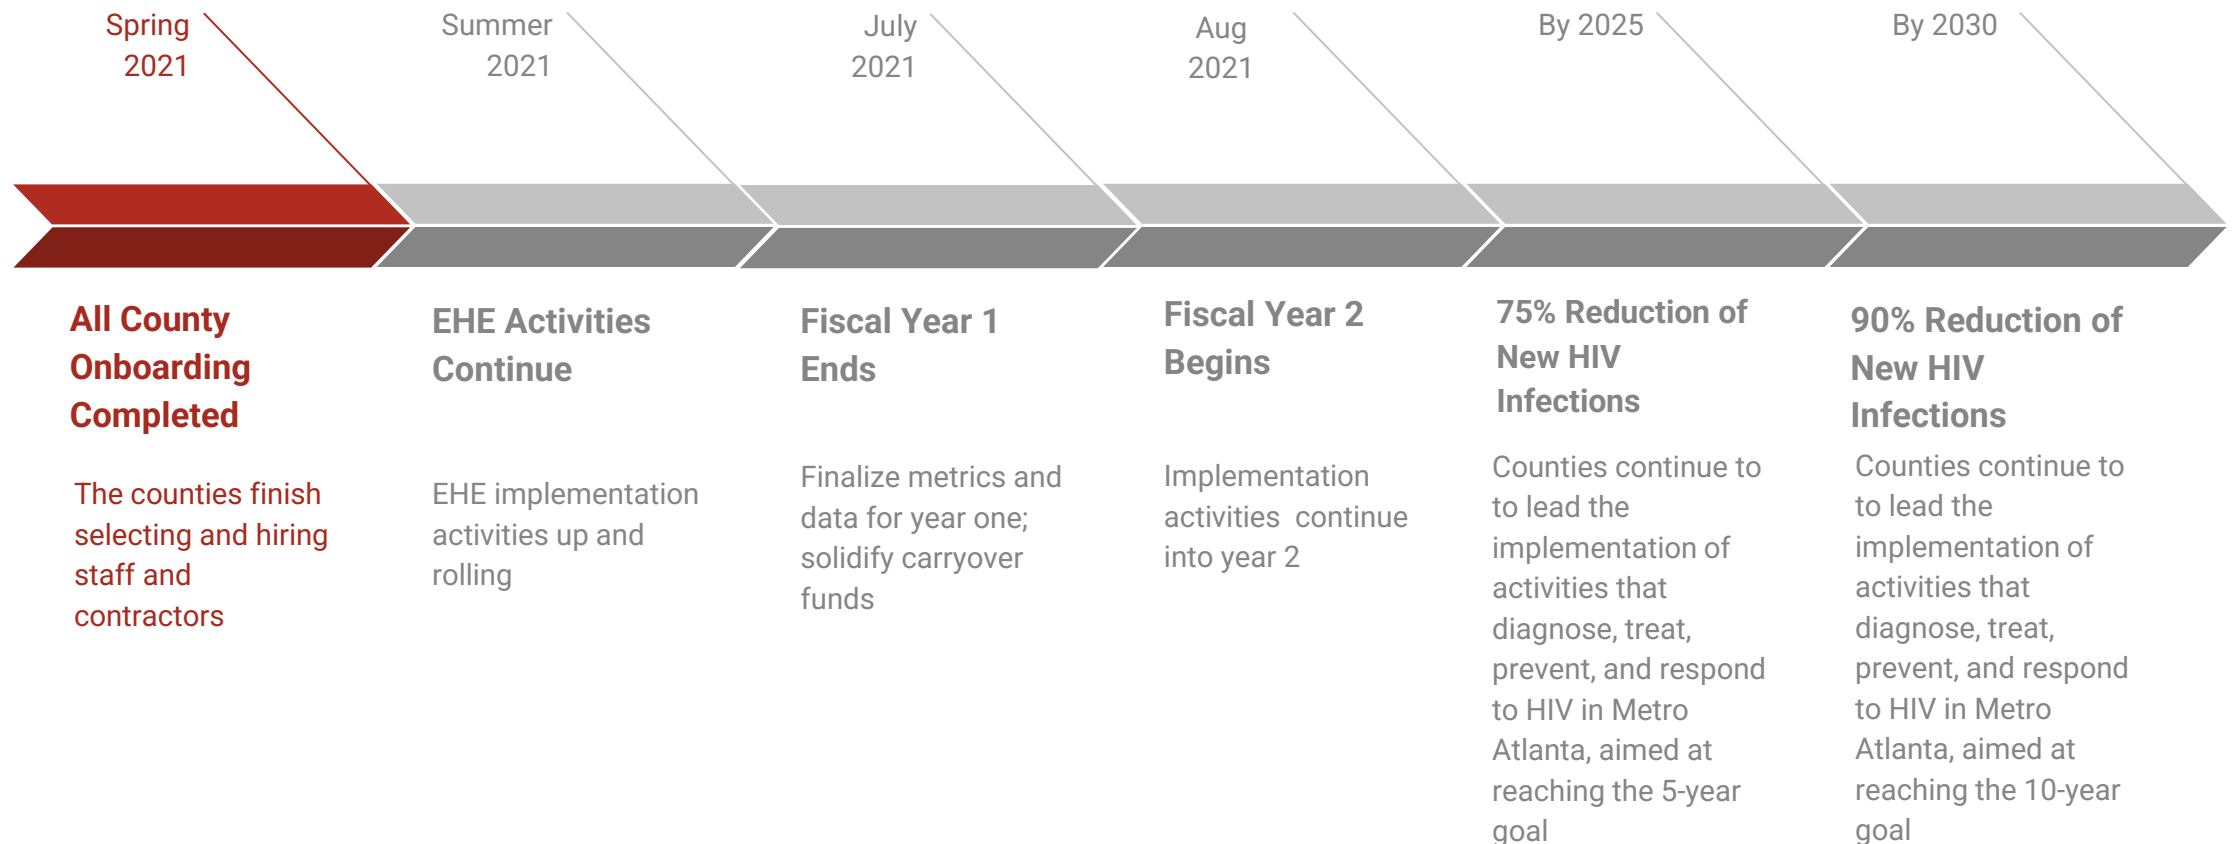 Spring
2021
Summer
2021
July
2021
Aug
2021
By 2025
By 2030
All County
Onboarding
Completed
The counties finish
selecting and hiring
staff and
contractors
EHE Activities
Continue
EHE implementation
activities up and
rolling
Fiscal Year 1
Ends
Finalize metrics and
data for year one;
solidify carryover
funds
Fiscal Year 2
Begins
Implementation
activities  continue
into year 2
75% Reduction of
New HIV
Infections
Counties continue to
to lead the
implementation of
activities that
diagnose, treat,
prevent, and respond
to HIV in Metro
Atlanta, aimed at
reaching the 5-year
goal
90% Reduction of
New HIV
Infections
Counties continue to
to lead the
implementation of
activities that
diagnose, treat,
prevent, and respond
to HIV in Metro
Atlanta, aimed at
reaching the 10-year
goal